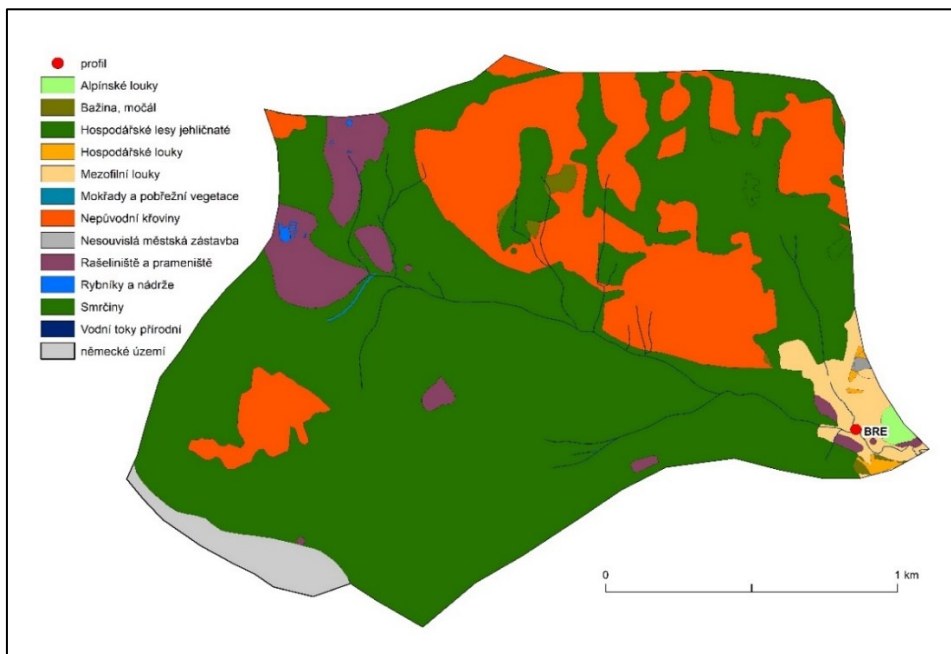 profil
Alpínské louky
Bažina, močál
Hospodářské lesy jehličnaté
Hospodářské louky
Mezofilní louky
Mokřady a pobřežní vegetace
Nepůvodní křoviny
Nesouvislá městská zástavba
Rašeliniště a prameniště
Rybníky a nádrže
Smrčiny
Vodní toky přírodní
německé území
BRE
0 1 km